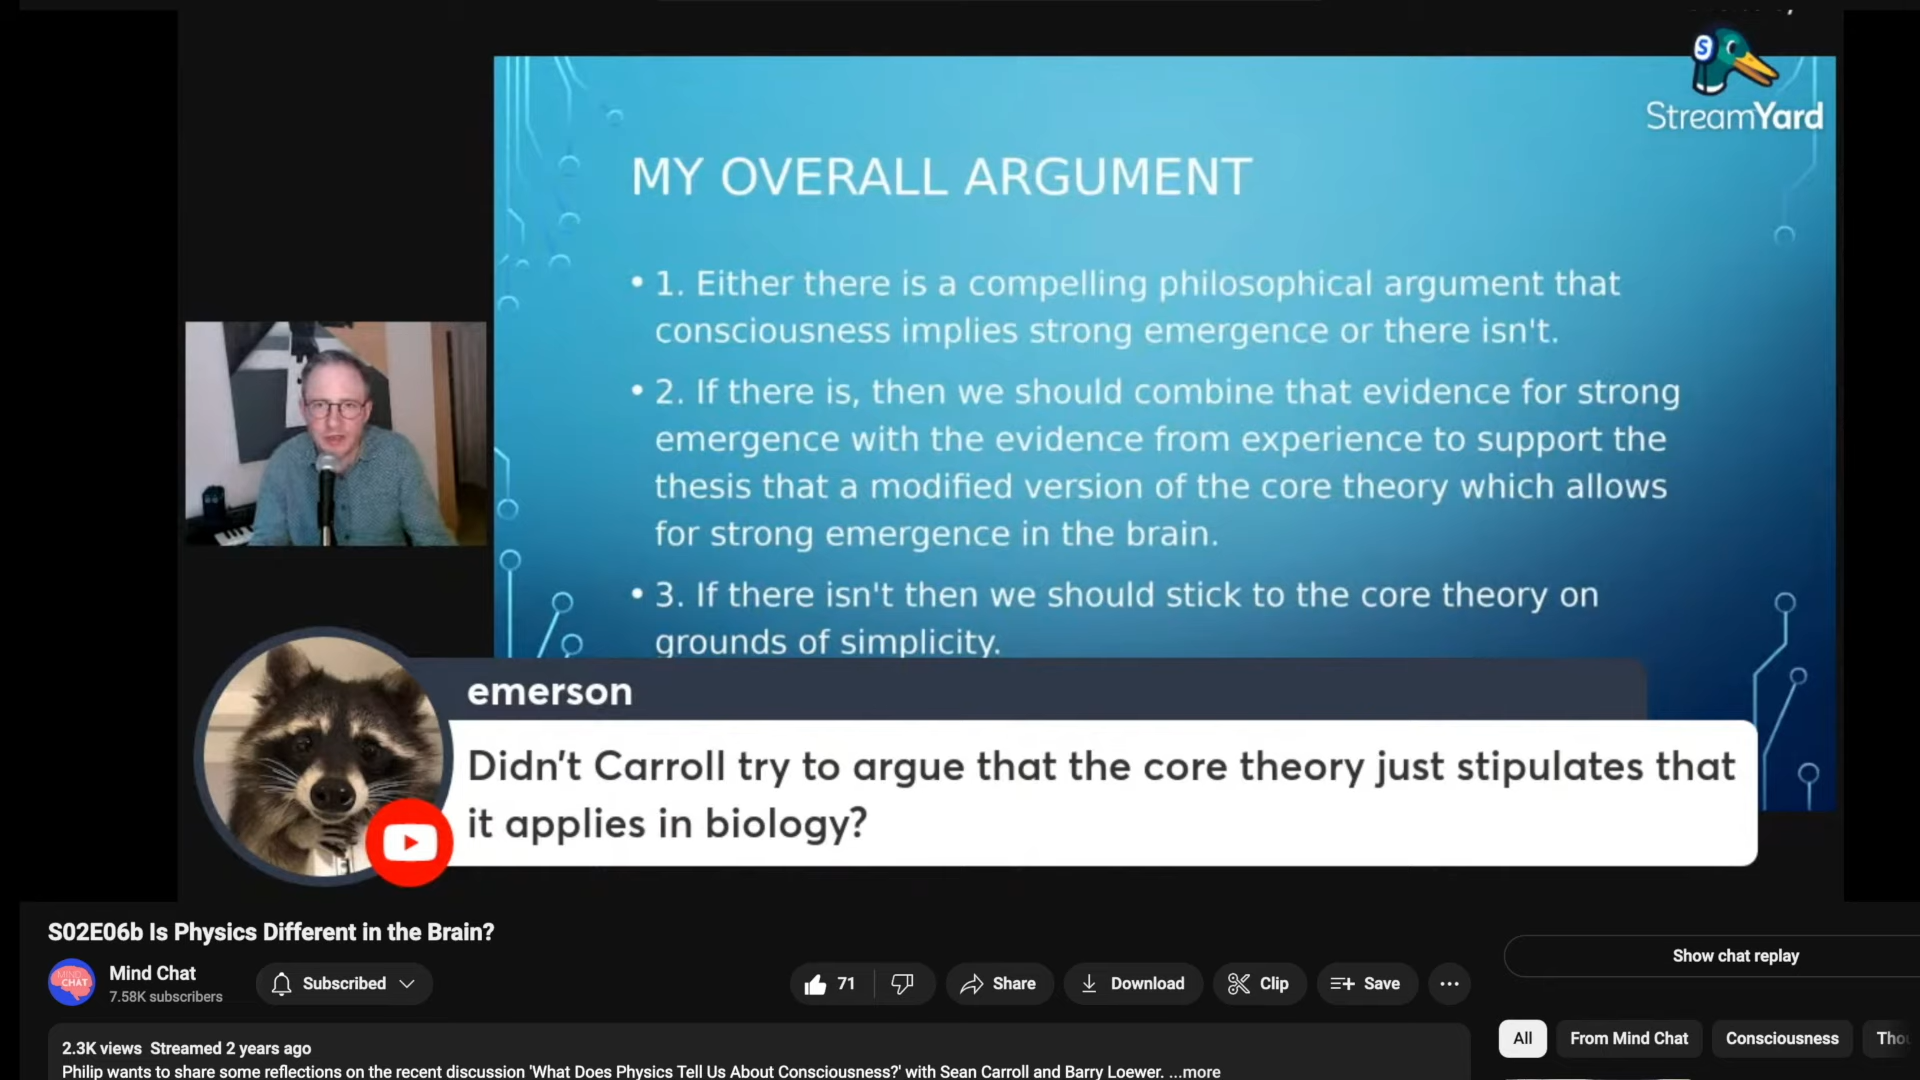 StreamYard
MY OVERALL ARGUMENT
• 1. Either there is a compelling philosophical argument that
consciousness implies strong emergence or there isn't.
• 2. If there is, then we should combine that evidence for strong
emergence with the evidence from experience to support the
thesis that a modified version of the core theory which allows
for strong emergence in the brain.
• 3. If there isn't then we should stick to the core theory on
grounds of simplicity.
emerson
Didn't Carroll try to argue that the core theory just stipulates that
it applies in biology?
S02E06b Is Physics Different in the Brain?
MIND
CHAT
Mind Chat
7.58K subscribers
Subscribed
71
Share
Download
Clip
Save
Show chat replay
All
From Mind Chat
Consciousness
2.3K views Streamed 2 years ago
Philip wants to share some reflections on the recent discussion 'What Does Physics Tell Us About Consciousness?' with Sean Carroll and Barry Loewer. ...more